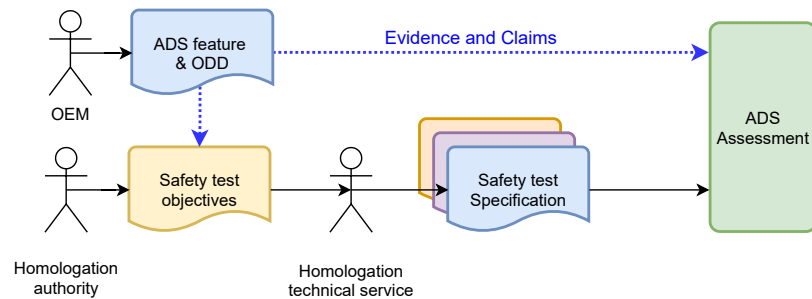 ADS feature
& ODD
Evidence and Claims
OEM
ADS
Assessment
Safety test
objectives
Safety test
Specification
Homologation
authority
Homologation
technical service